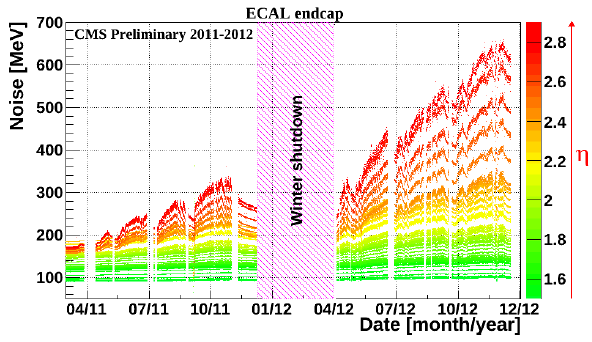 ECAL endcap
CMS Preliminary 2011-2012
Noise [MeV]
700
600
500
400
300
200
100
Winter shutdown
04/11 07/11 10/11 01/12 04/12 07/12 10/12 12/12
Date [month/year]
2.8
2.6
2.4
2.2
2
1.8
1.6
η